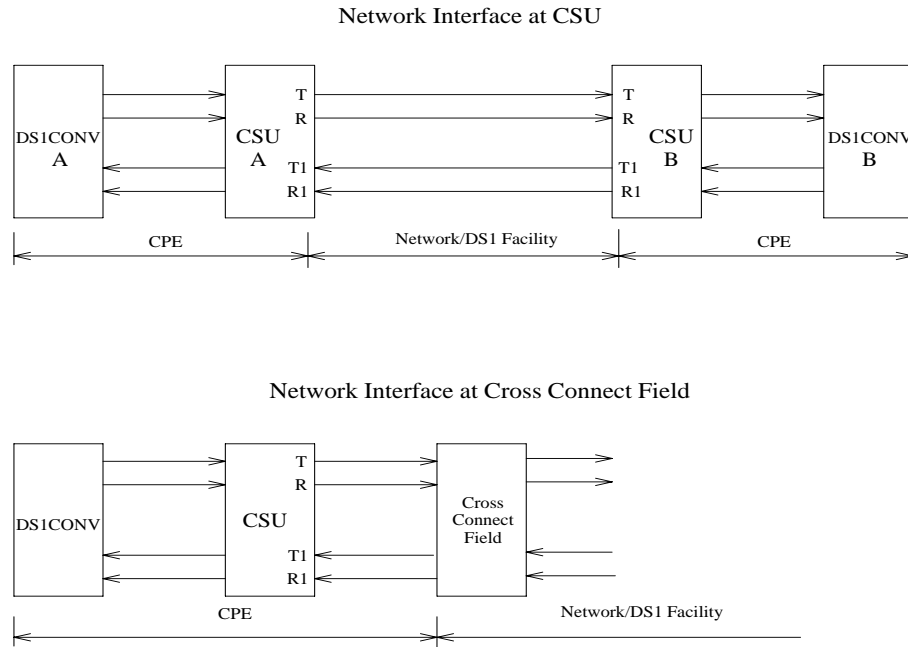 Network Interface at CSU
DS1CONV
A
CSU
A
T
R
T1
R1
T
R
T1
R1
CSU
B
DS1CONV
B
CPE
Network/DS1 Facility
CPE
Network Interface at Cross Connect Field
DS1CONV
CSU
T
R
T1
R1
Cross
Connect
Field
CPE
Network/DS1 Facility